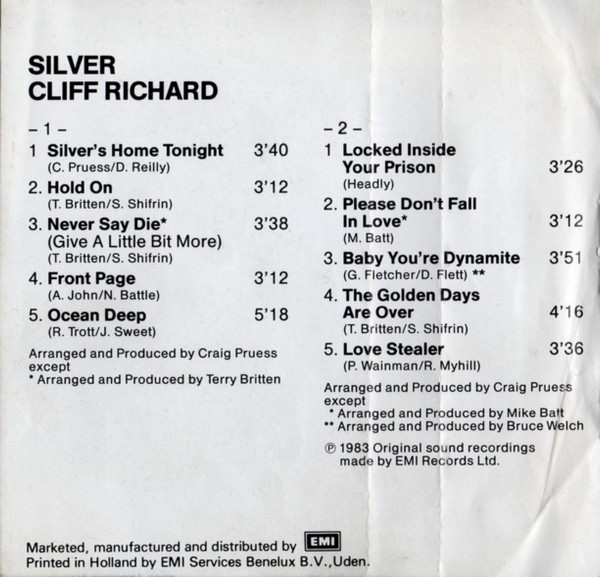 SILVER
CLIFF RICHARD
– 1 –
1 Silver's Home Tonight 3'40
(C. Pruess/D. Reilly)
2. Hold On 3'12
(T. Britten/S. Shifrin)
3. Never Say Die* 3'38
(Give A Little Bit More)
(T. Britten/S. Shifrin)
4. Front Page 3'12
(A. John/N. Battle)
5. Ocean Deep 5'18
(R. Trott/J. Sweet)
Arranged and Produced by Craig Pruess
except
* Arranged and Produced by Terry Britten
– 2 –
1 Locked Inside
Your Prison 3'26
(Headly)
2. Please Don't Fall
In Love* 3'12
(M. Batt)
3. Baby You're Dynamite 3'51
(G. Fletcher/D. Flett) **
4. The Golden Days
Are Over 4'16
(T. Britten/S. Shifrin)
5. Love Stealer 3'36
(P. Wainman/R. Myhill)
Arranged and Produced by Craig Pruess
except
* Arranged and Produced by Mike Batt
** Arranged and Produced by Bruce Welch
℗ 1983 Original sound recordings
made by EMI Records Ltd.
Marketed, manufactured and distributed by EMI
Printed in Holland by EMI Services Benelux B.V.,Uden.